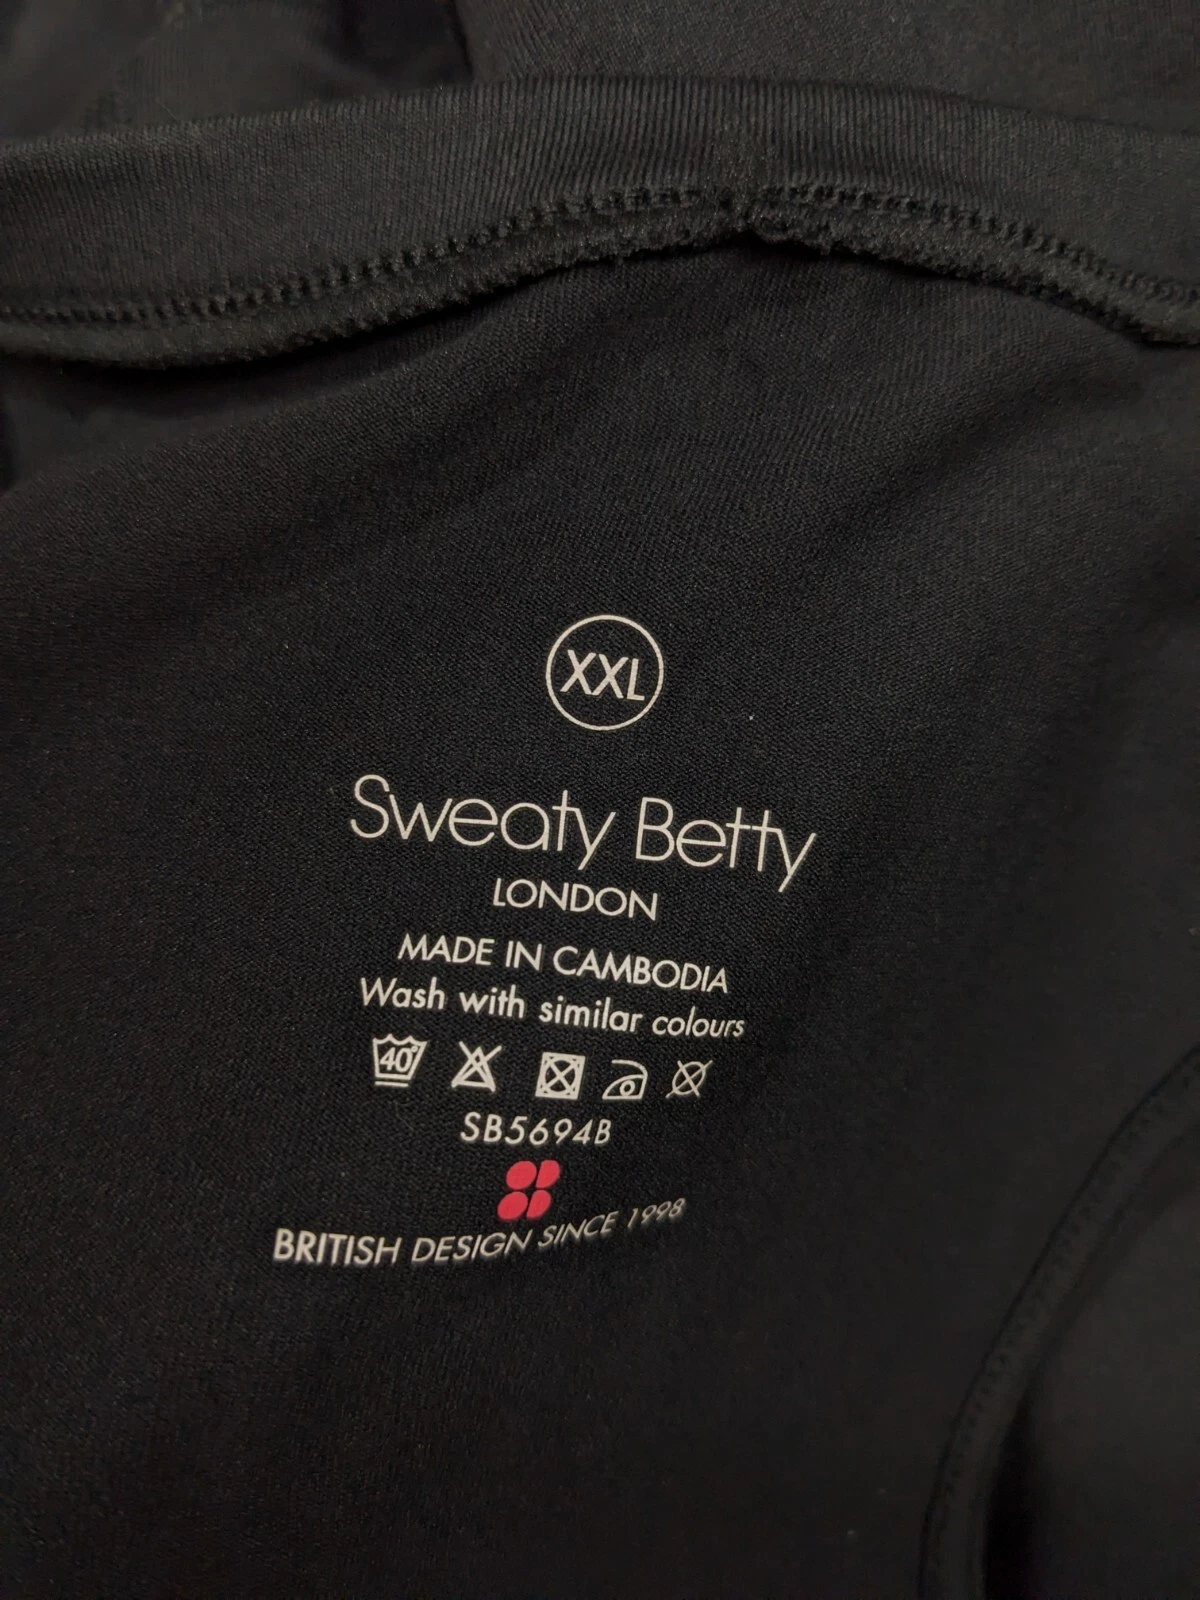 XXL
Sweaty Betty
LONDON
MADE IN CAMBODIA
Wash with similar colours
40°
SB5694B
BRITISH DESIGN SINCE 1998